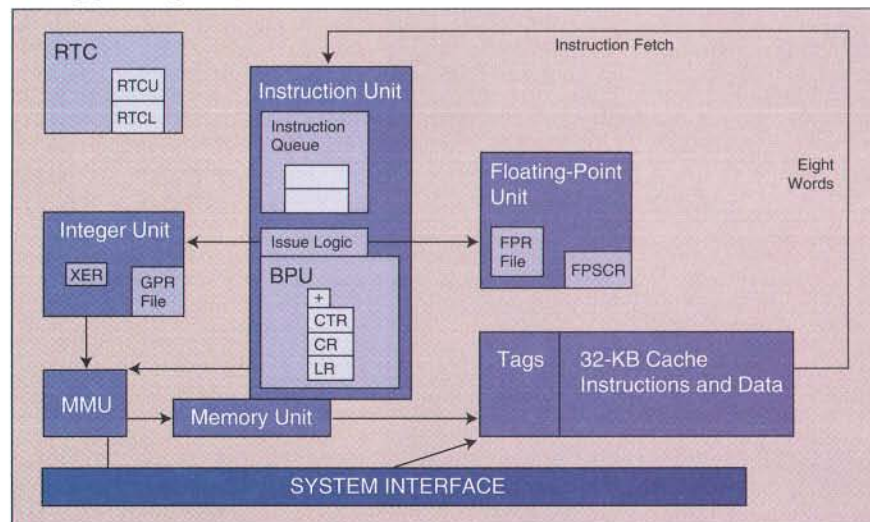 RTC
RTCU
RTCL
Instruction Fetch
Instruction Unit
Instruction
Queue
Eight
Words
Floating-Point
Unit
FPR
File
FPSCR
Integer Unit
XER
GPR
File
Issue Logic
BPU
+
CTR
CR
LR
Tags
32-KB Cache
Instructions and Data
MMU
Memory Unit
SYSTEM INTERFACE